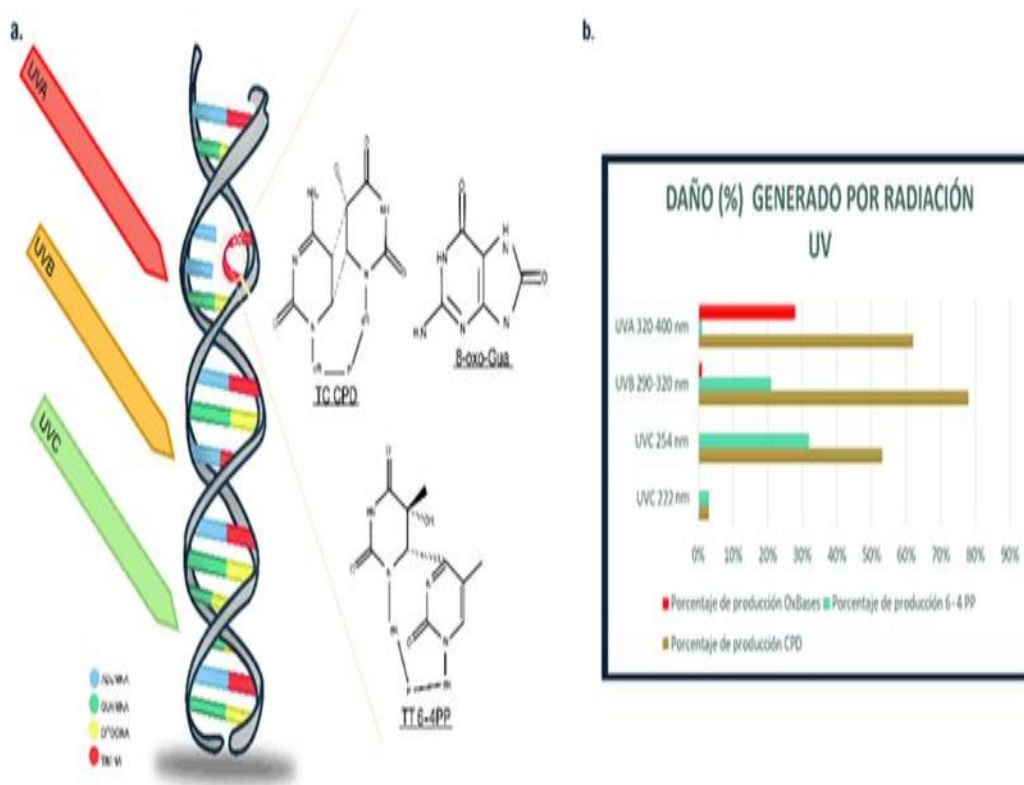 a.
UVA
UVB
UVC
TC CPD
8-oxo-Gua
TT 6-4PP
b.
DAÑO (%) GENERADO POR RADIACIÓN
UV
UVA 320-400 nm
UVB 290-320 nm
UVC 254 nm
UVC 222 nm
0% 10% 20% 30% 40% 50% 60% 70% 80% 90%
Porcentaje de producción OxBases Porcentaje de producción 6-4 PP
Porcentaje de producción CPD